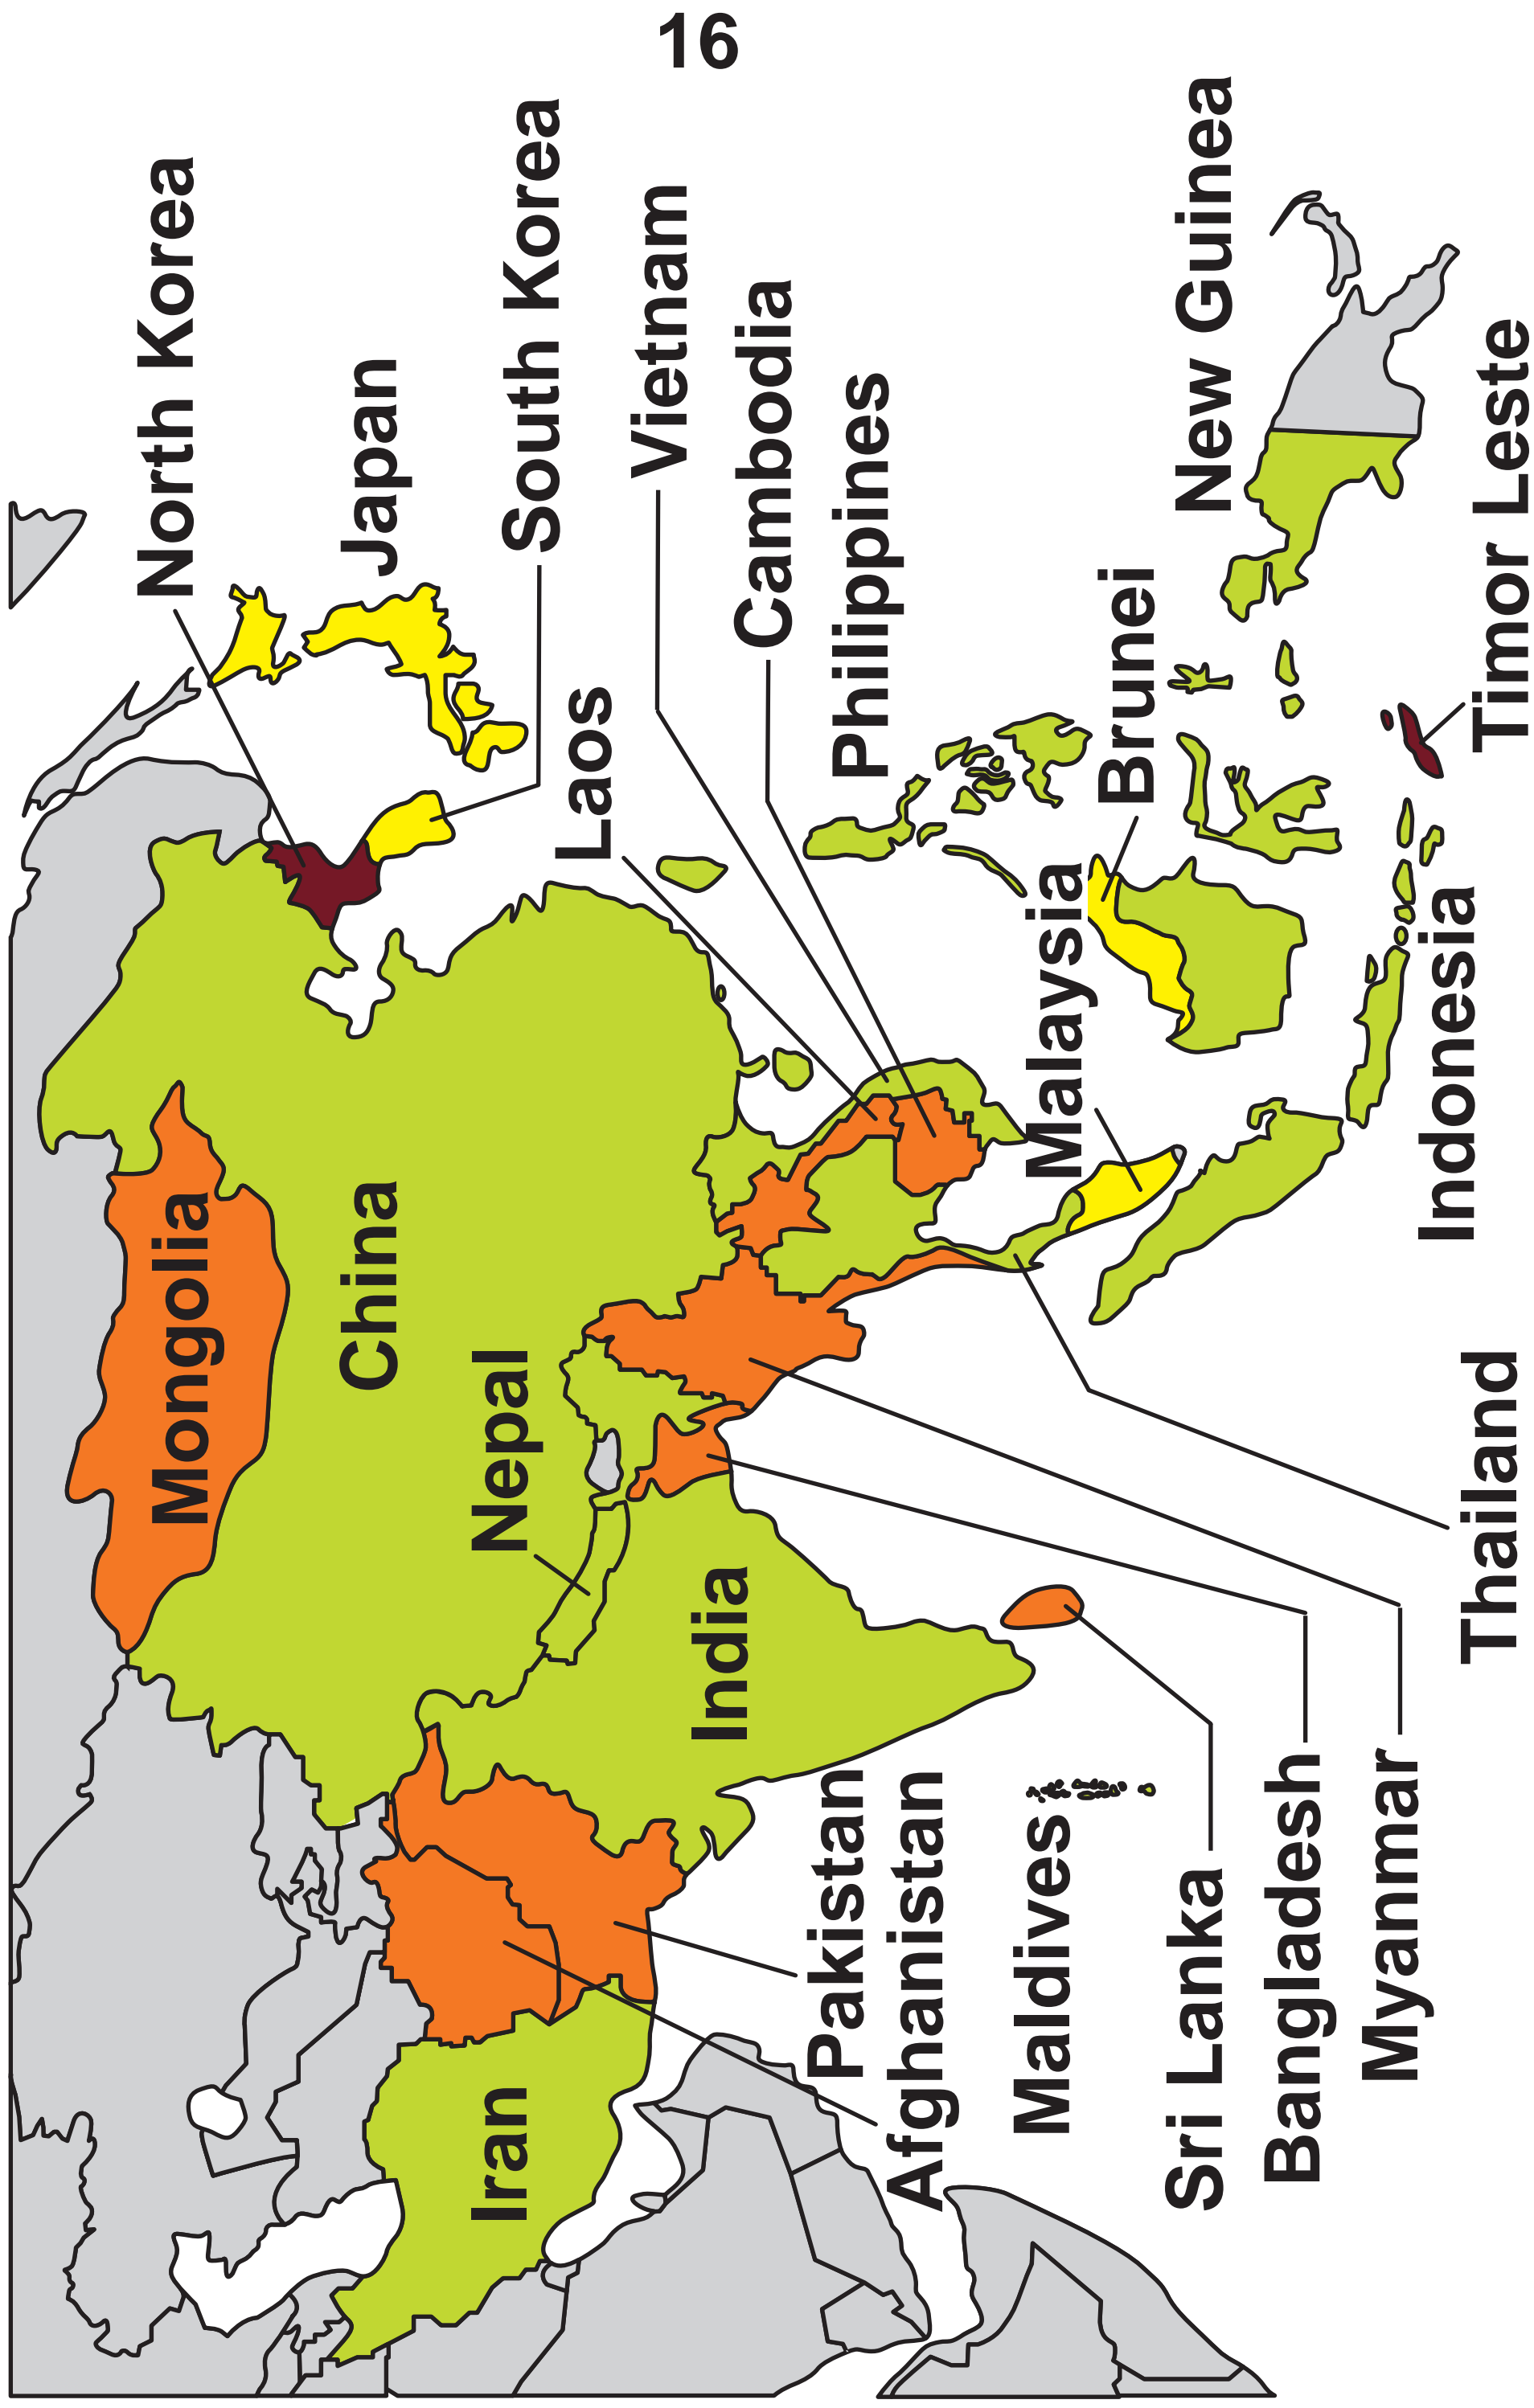 16
North Korea
Japan
South Korea
Vietnam
Cambodia
Philippines
Laos
New Guinea
Brunei
Timor Leste
Malaysia
Indonesia
Mongolia
China
Nepal
India
Thailand
Iran
Pakistan
Afghanistan
Maldives
Sri Lanka
Bangladesh
Myanmar